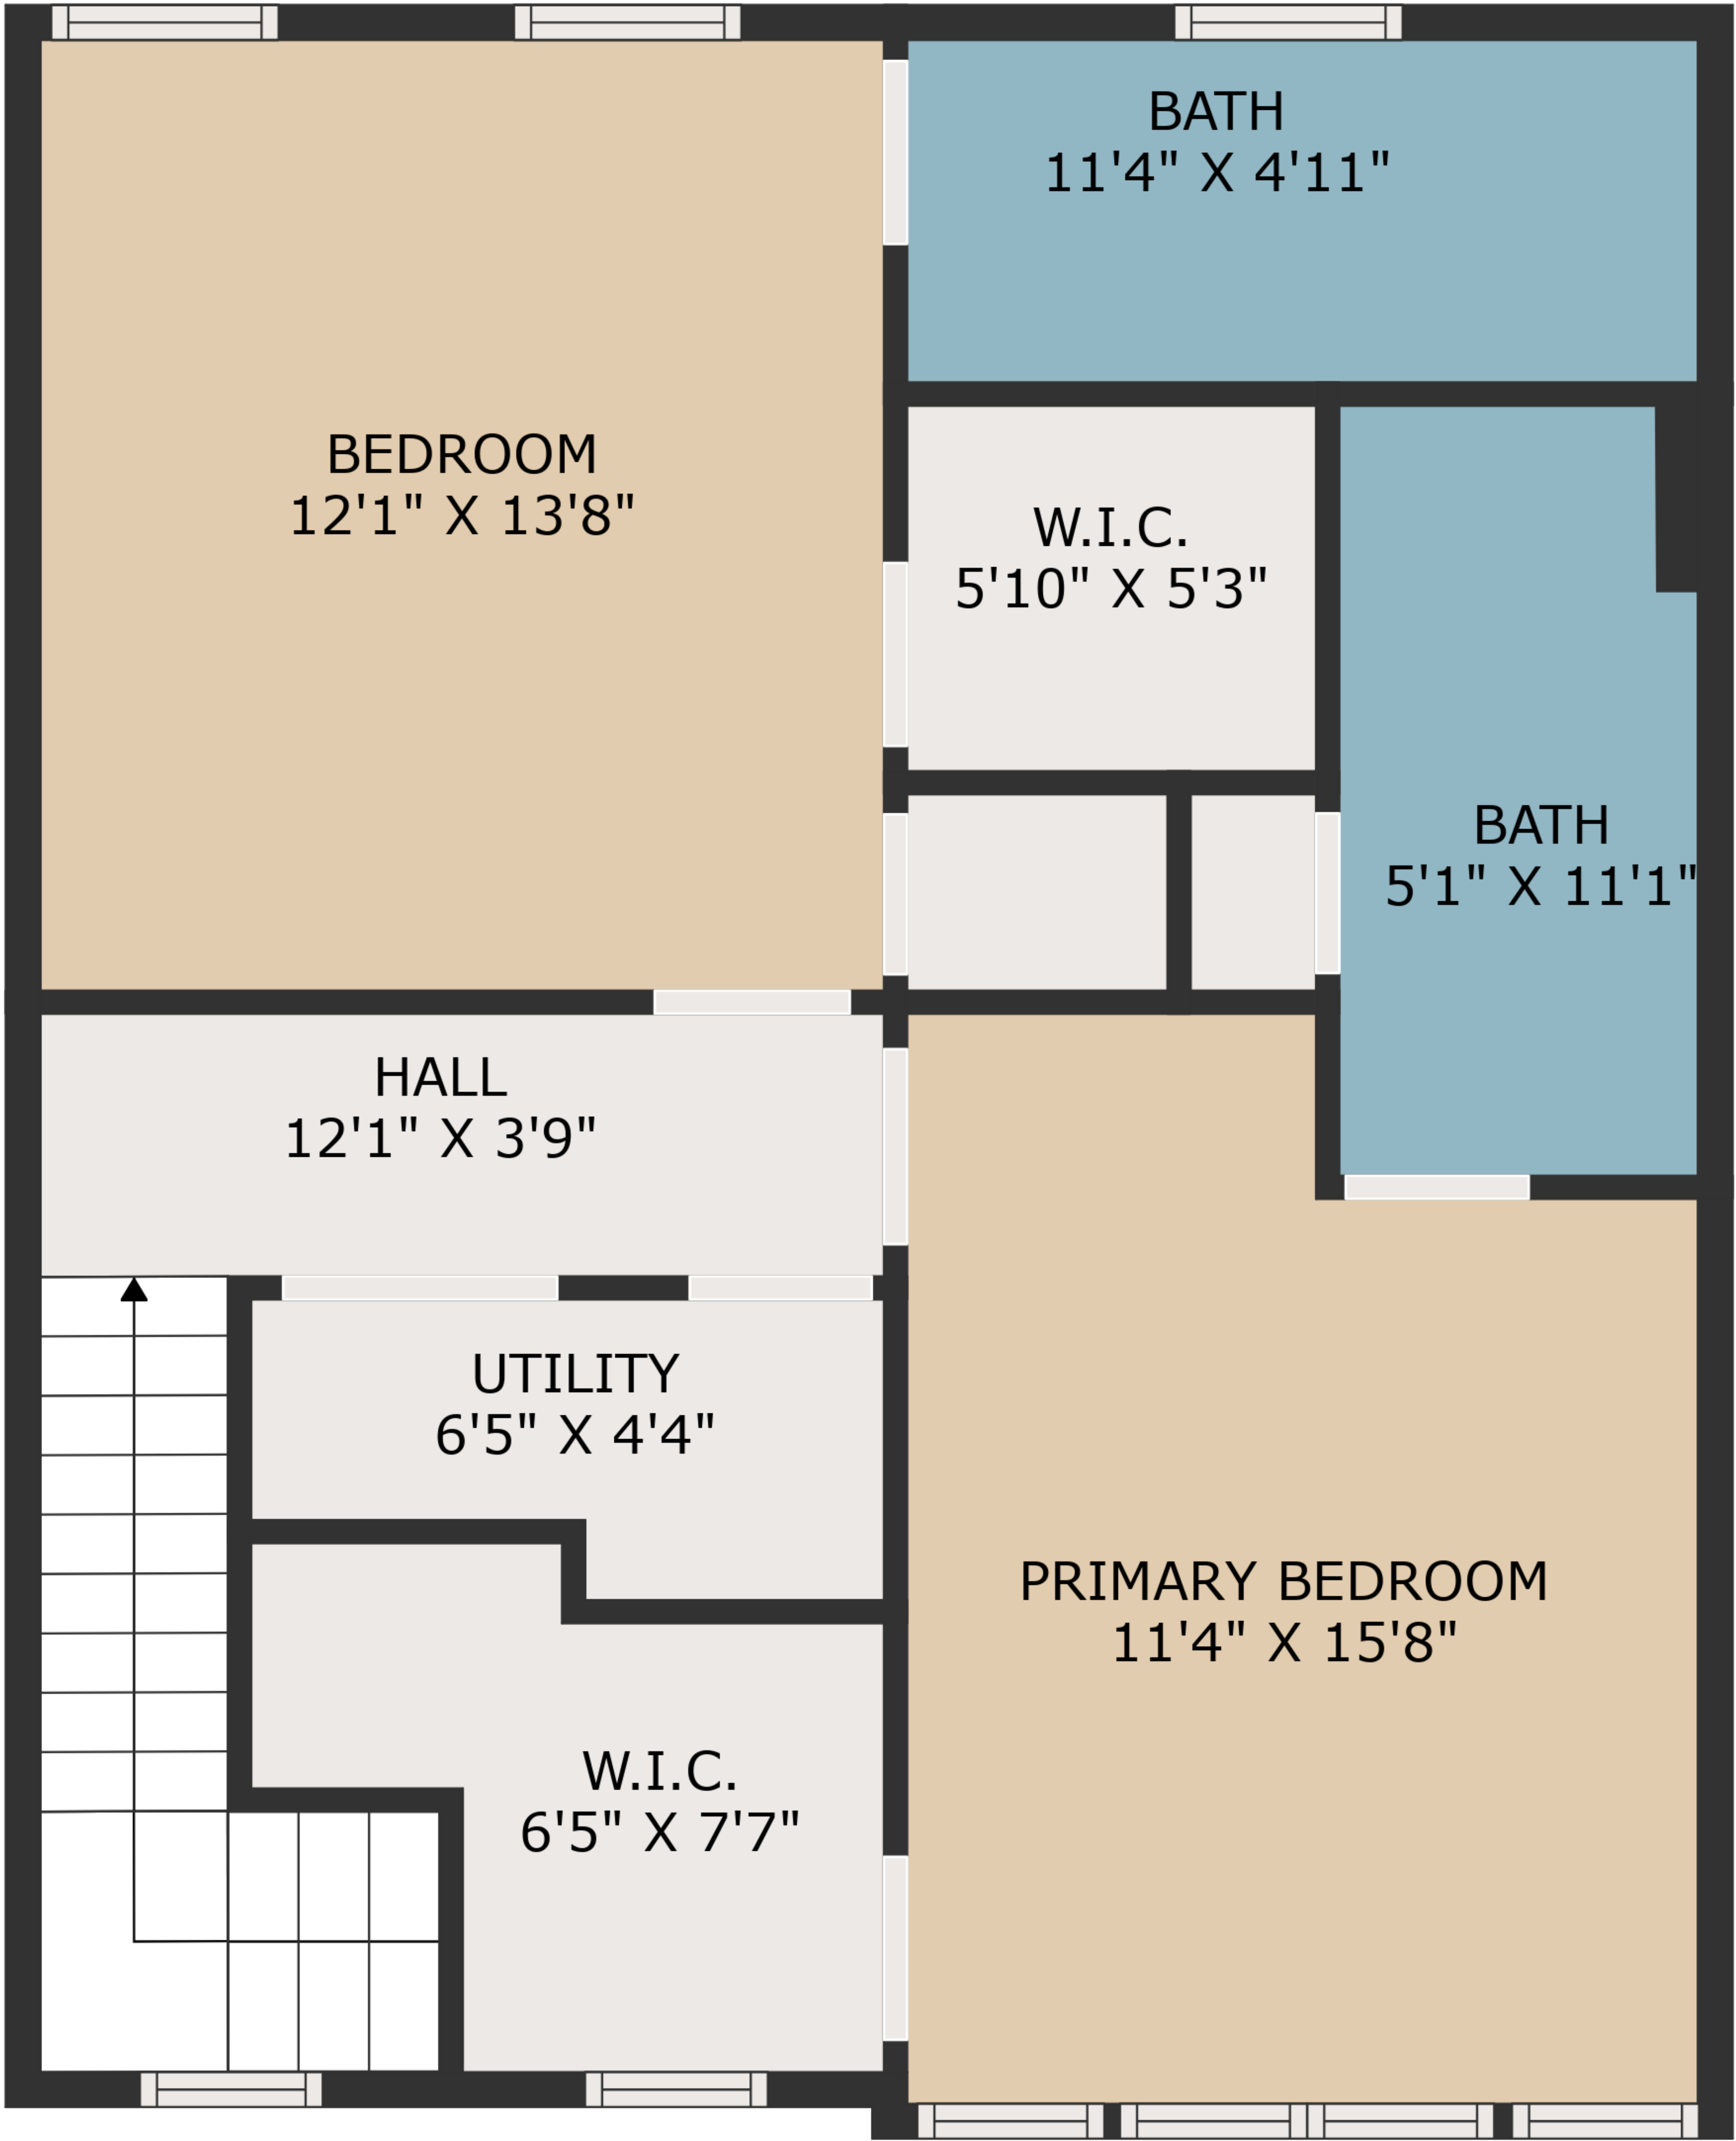 BATH
11'4" X 4'11"
BEDROOM
12'1" X 13'8"
W.I.C.
5'10" X 5'3"
BATH
5'1" X 11'1"
HALL
12'1" X 3'9"
UTILITY
6'5" X 4'4"
PRIMARY BEDROOM
11'4" X 15'8"
W.I.C.
6'5" X 7'7"